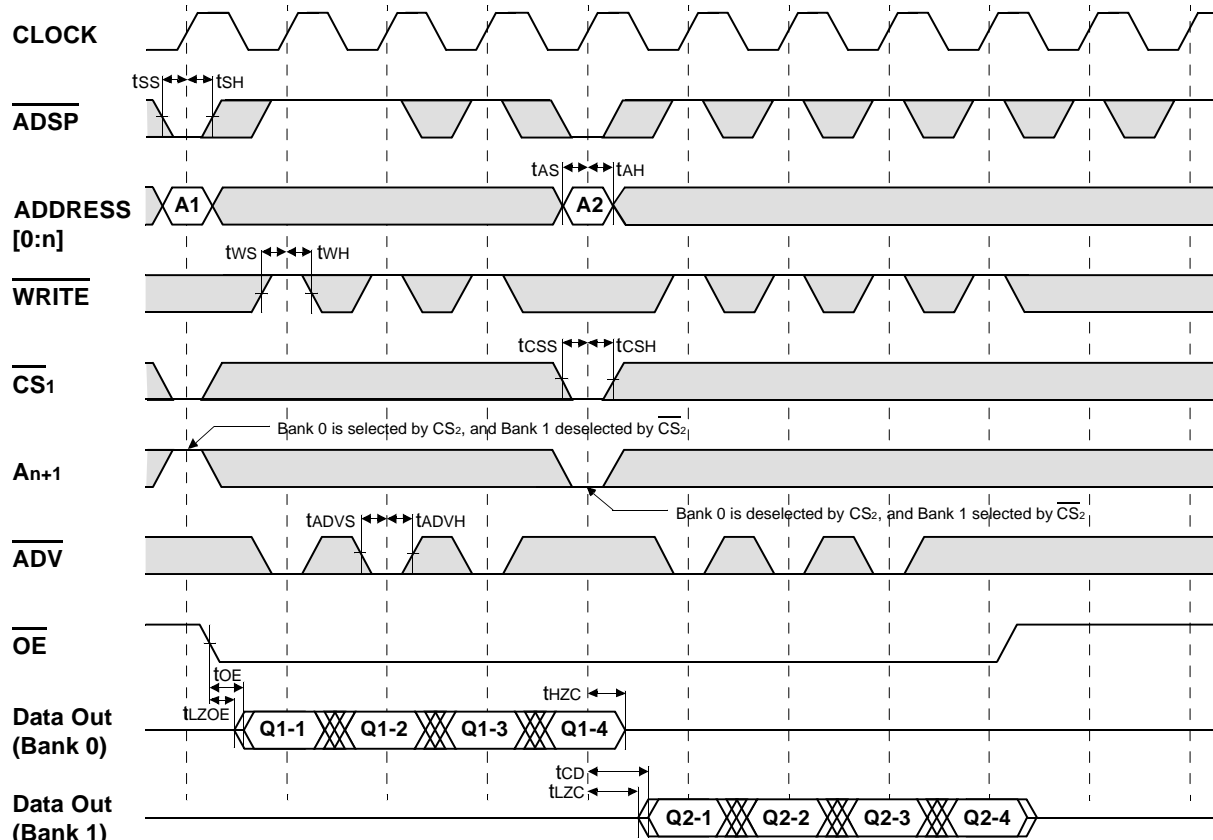 CLOCK
tSS tSH
ADSP
tAS tAH
ADDRESS
[0:n]
A1 A2
tWS tWH
WRITE
tCSS tCSH
CS1
Bank 0 is selected by CS2, and Bank 1 deselected by CS2
An+1
Bank 0 is deselected by CS2, and Bank 1 selected by CS2
tADVS tADVH
ADV
OE
tOE
tLZOE
tHZC
Data Out
(Bank 0)
Q1-1 Q1-2 Q1-3 Q1-4
tCD
tLZC
Data Out
(Bank 1)
Q2-1 Q2-2 Q2-3 Q2-4